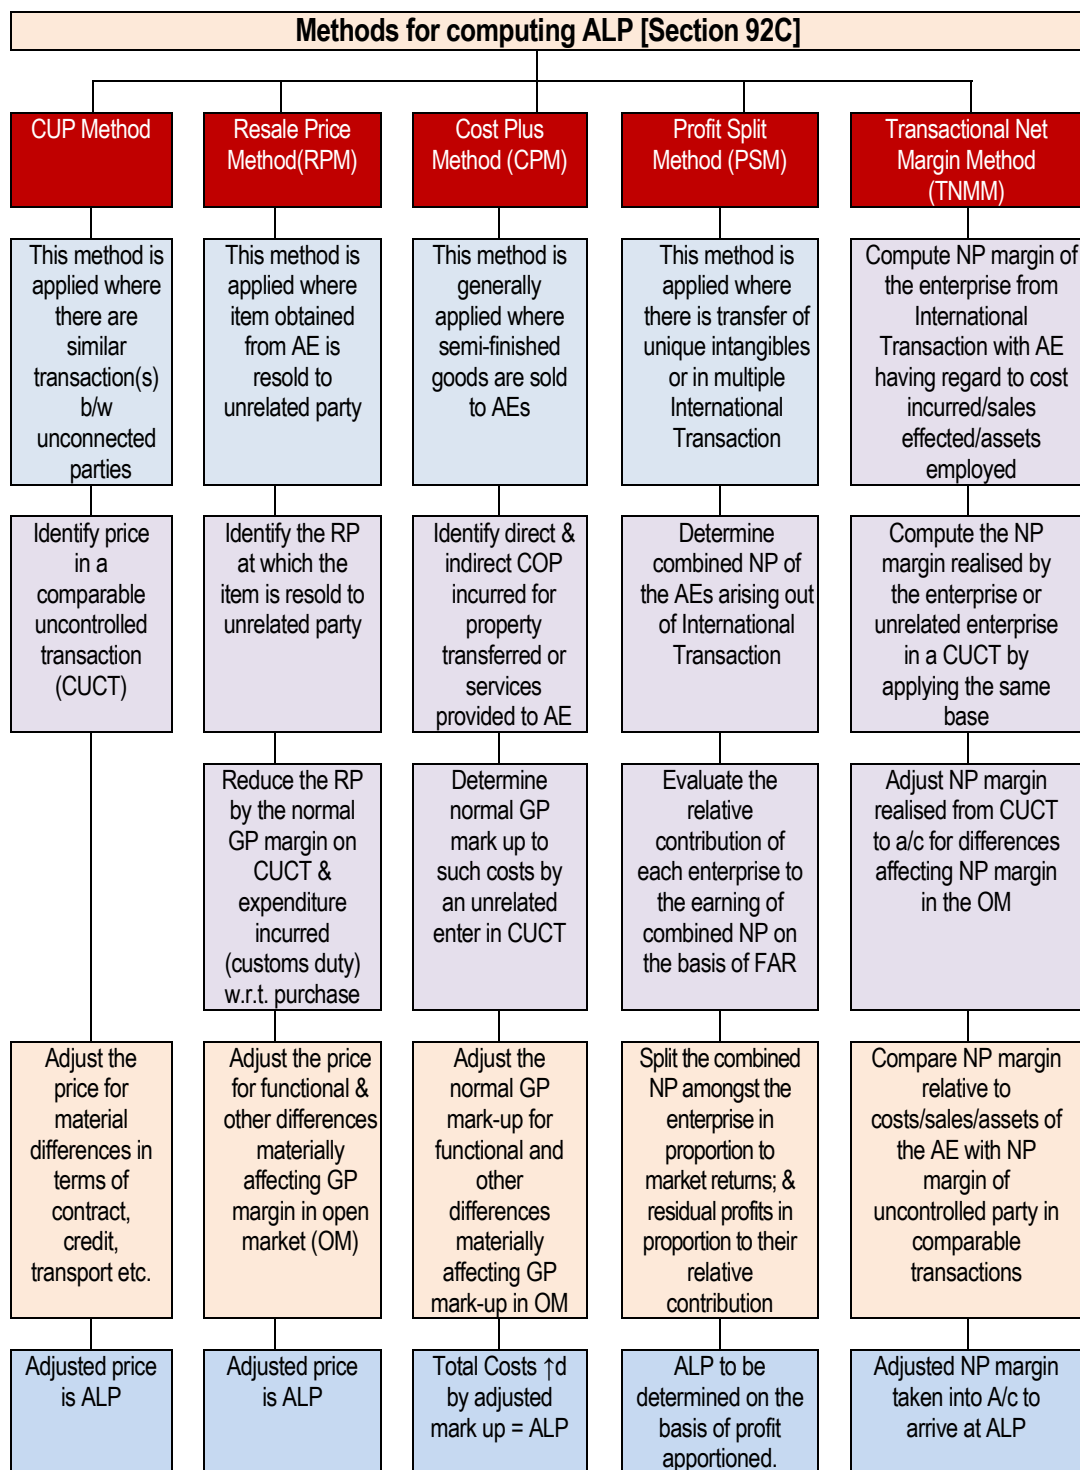 Methods for computing ALP [Section 92C]
CUP Method
Resale Price
Method(RPM)
Cost Plus
Method (CPM)
Profit Split
Method (PSM)
Transactional Net
Margin Method
(TNMM)
This method is
applied where
there are
similar
transaction(s)
b/w
unconnected
parties
This method is
applied where
item obtained
from AE is
resold to
unrelated party
This method is
generally
applied where
semi-finished
goods are sold
to AEs
This method is
applied where
there is transfer of
unique intangibles
or in multiple
International
Transaction
Compute NP margin of
the enterprise from
International
Transaction with AE
having regard to cost
incurred/sales
effected/assets
employed
Identify price
in a
comparable
uncontrolled
transaction
(CUCT)
Identify the RP
at which the
item is resold to
unrelated party
Identify direct &
indirect COP
incurred for
property
transferred or
services
provided to AE
Determine
combined NP of
the AEs arising out
of International
Transaction
Compute the NP
margin realised by
the enterprise or
unrelated enterprise
in a CUCT by
applying the same
base
Reduce the RP
by the normal
GP margin on
CUCT &
expenditure
incurred
(customs duty)
w.r.t. purchase
Determine
normal GP
mark up to
such costs by
an unrelated
enter in CUCT
Evaluate the
relative
contribution of
each enterprise to
the earning of
combined NP on
the basis of FAR
Adjust NP margin
realised from CUCT
to a/c for differences
affecting NP margin
in the OM
Adjust the
price for
material
differences in
terms of
contract,
credit,
transport etc.
Adjust the price
for functional &
other differences
materially
affecting GP
margin in open
market (OM)
Adjust the
normal GP
mark-up for
functional and
other
differences
materially
affecting GP
mark-up in OM
Split the combined
NP amongst the
enterprise in
proportion to
market returns; &
residual profits in
proportion to their
relative
contribution
Compare NP margin
relative to
costs/sales/assets of
the AE with NP
margin of
uncontrolled party in
comparable
transactions
Adjusted price
is ALP
Adjusted price
is ALP
Total Costs ↑d
by adjusted
mark up = ALP
ALP to be
determined on the
basis of profit
apportioned.
Adjusted NP margin
taken into A/c to
arrive at ALP